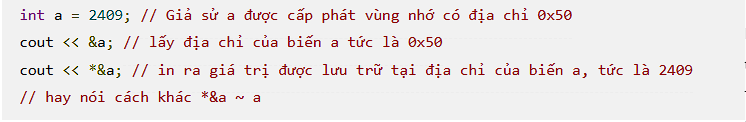 int a = 2409; // Giả sử a được cấp phát vùng nhớ có địa chỉ 0x50
cout << &a; // lấy địa chỉ của biến a tức là 0x50
cout << *&a; // in ra giá trị được lưu trữ tại địa chỉ của biến a, tức là 2409
// hay nói cách khác *&a ~ a